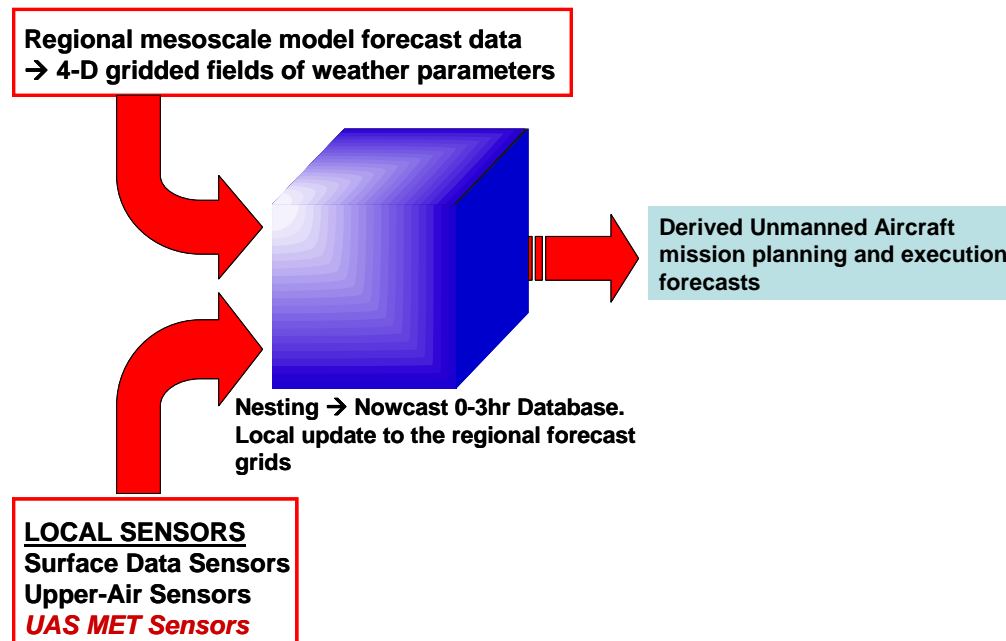 Regional mesoscale model forecast data
→ 4-D gridded fields of weather parameters
Derived Unmanned Aircraft
mission planning and execution
forecasts
Nesting → Nowcast 0-3hr Database.
Local update to the regional forecast
grids
LOCAL SENSORS
Surface Data Sensors
Upper-Air Sensors
UAS MET Sensors